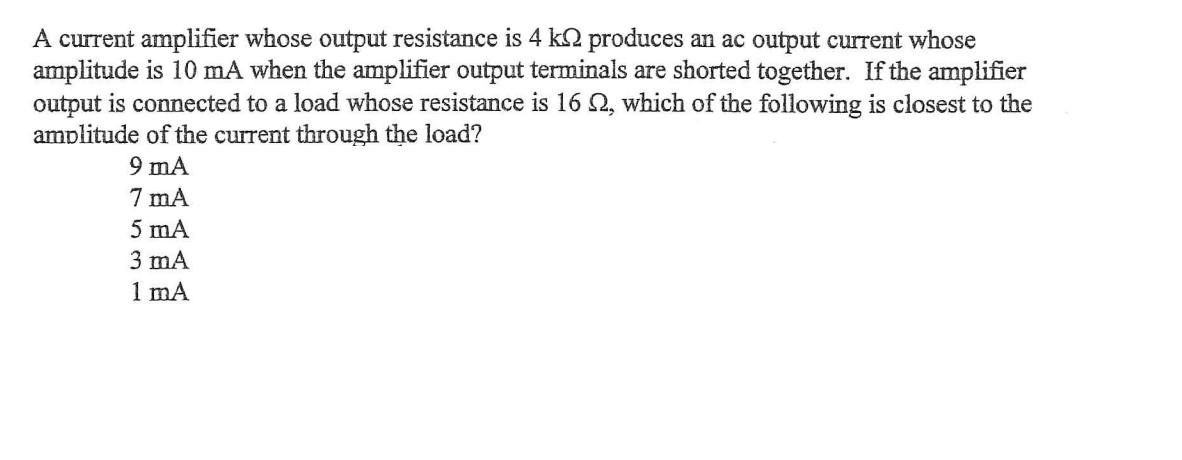 A current amplifier whose output resistance is 4 kΩ produces an ac output current whose
amplitude is 10 mA when the amplifier output terminals are shorted together. If the amplifier
output is connected to a load whose resistance is 16 Ω, which of the following is closest to the
amplitude of the current through the load?
9 mA
7 mA
5 mA
3 mA
1 mA